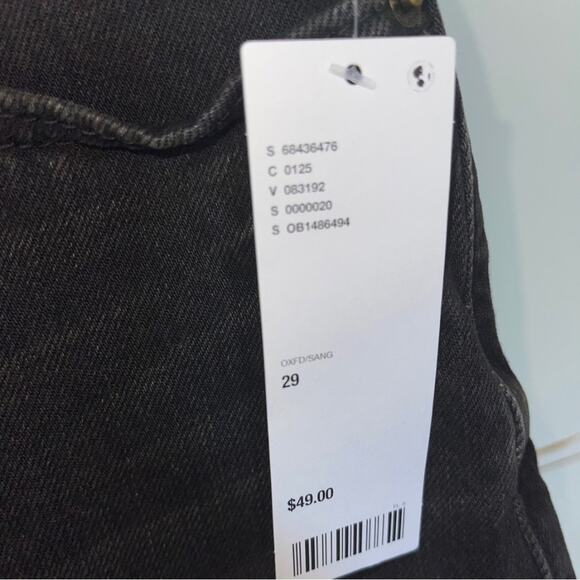 S 68436476
C 0125
V 083192
S 0000020
S OB1486494
OXFD/SANG
29
$49.00